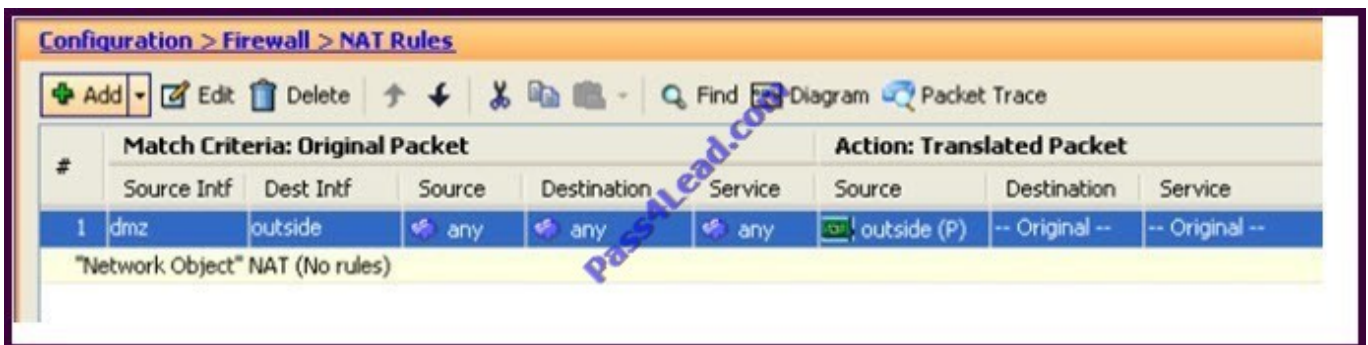 Configuration > Firewall > NAT Rules
Add Edit Delete Find Diagram Packet Trace
# Match Criteria: Original Packet Action: Translated Packet
Source Intf Dest Intf Source Destination Service Source Destination Service
1 dmz outside any any any outside (P) -- Original -- -- Original --
"Network Object" NAT (No rules)
Pass4Lead.com